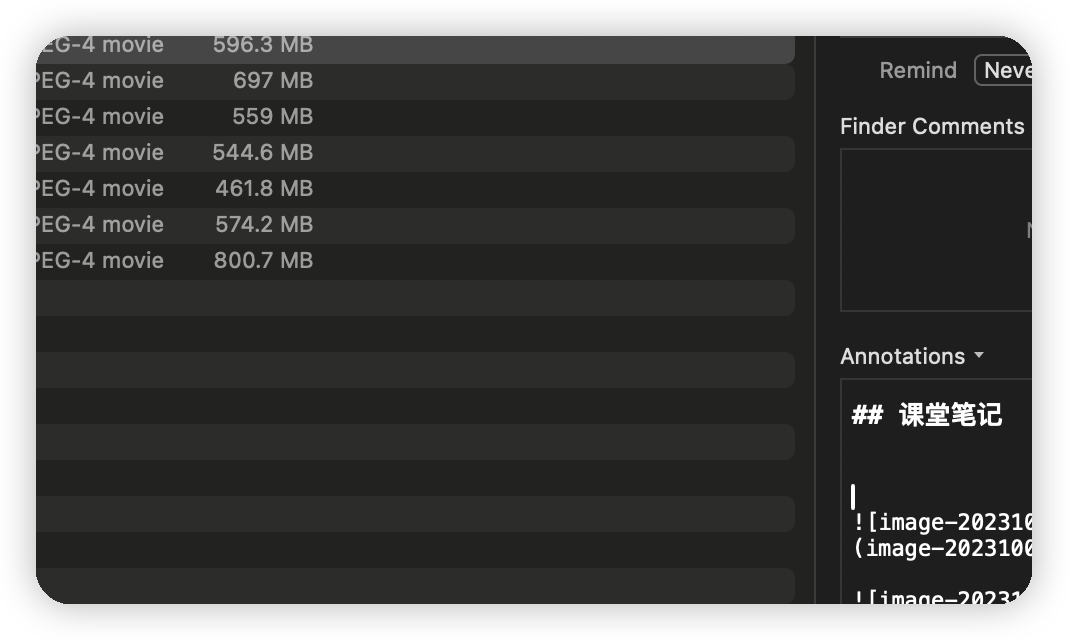 PEG-4 movie 596.3 MB
PEG-4 movie 697 MB
PEG-4 movie 559 MB
PEG-4 movie 544.6 MB
PEG-4 movie 461.8 MB
PEG-4 movie 574.2 MB
PEG-4 movie 800.7 MB
Remind Neve
Finder Comments
Annotations
## 课堂笔记
![image-202310
(image-2023100
![image-20231